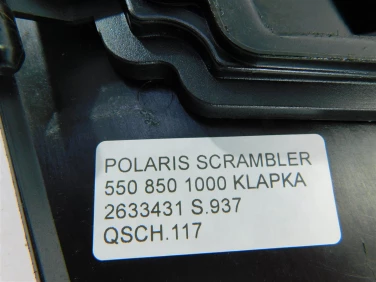 POLARIS SCRAMBLER
550 850 1000 KLAPKA
2633431 S.937
QSCH.117